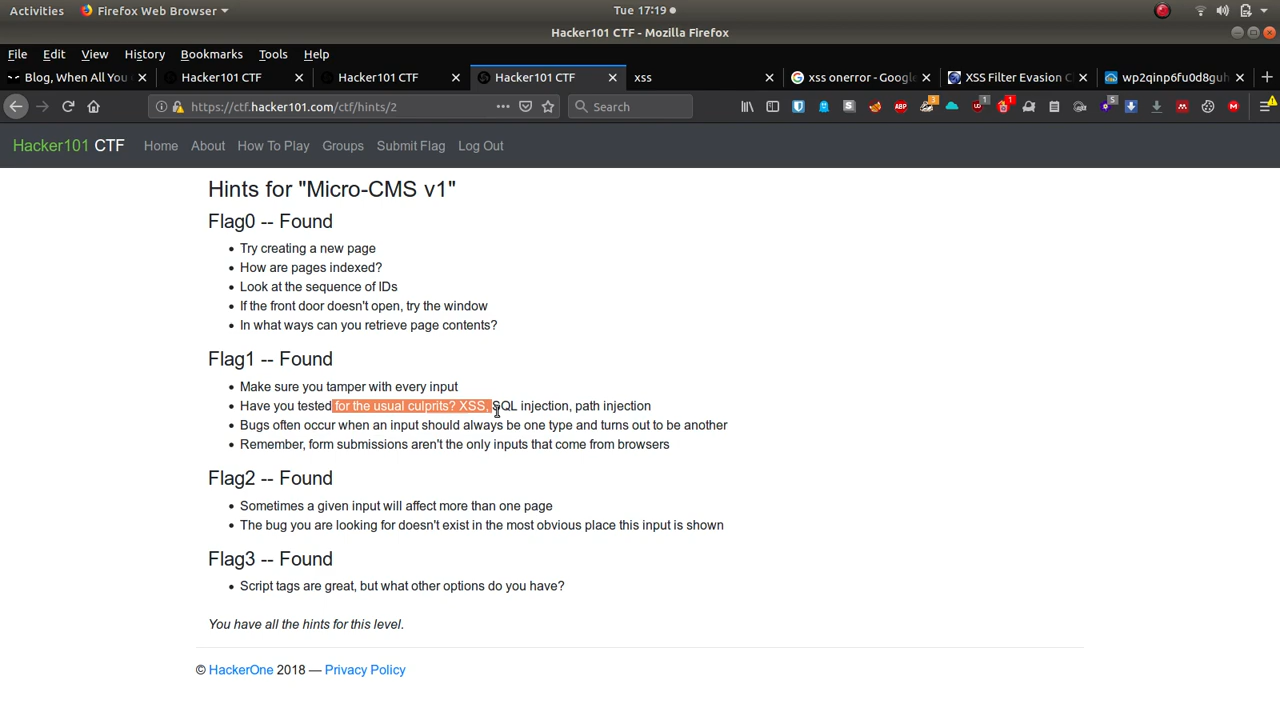 Activities Firefox Web Browser Tue 17:19
Hacker101 CTF - Mozilla Firefox
File Edit View History Bookmarks Tools Help
Blog, When All You Hacker101 CTF Hacker101 CTF Hacker101 CTF xss xss onerror - Google XSS Filter Evasion C wp2qinp6fu0d8guh
https://ctf.hacker101.com/ctf/hints/2 Search
Hacker101 CTF Home About How To Play Groups Submit Flag Log Out
Hints for "Micro-CMS v1"
Flag0 -- Found
• Try creating a new page
• How are pages indexed?
• Look at the sequence of IDs
• If the front door doesn't open, try the window
• In what ways can you retrieve page contents?
Flag1 -- Found
• Make sure you tamper with every input
• Have you tested for the usual culprits? XSS, SQL injection, path injection
• Bugs often occur when an input should always be one type and turns out to be another
• Remember, form submissions aren't the only inputs that come from browsers
Flag2 -- Found
• Sometimes a given input will affect more than one page
• The bug you are looking for doesn't exist in the most obvious place this input is shown
Flag3 -- Found
• Script tags are great, but what other options do you have?
You have all the hints for this level.
© HackerOne 2018 — Privacy Policy